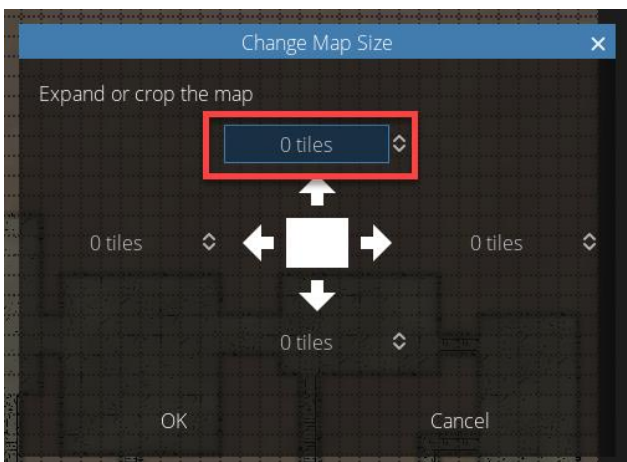 Change Map Size
Expand or crop the map
0 tiles
0 tiles
0 tiles
0 tiles
OK
Cancel